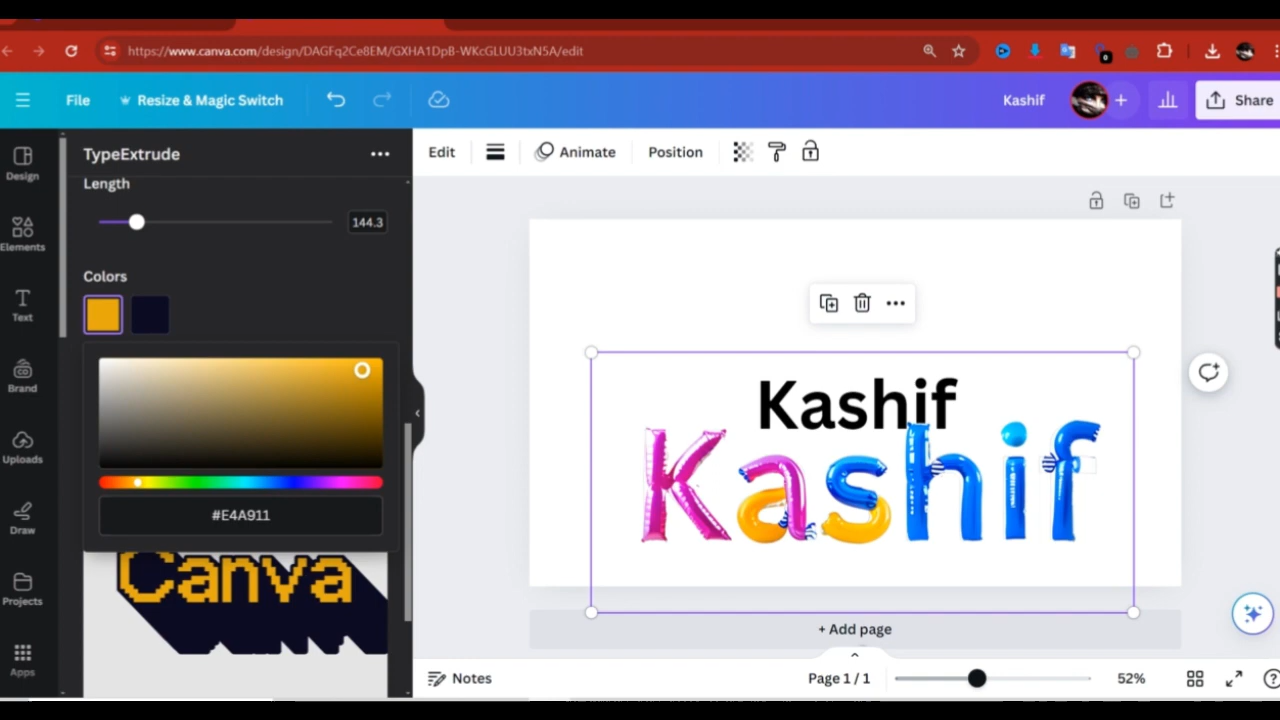 https://www.canva.com/design/DAGFq2Ce8EM/GXHA1DpB-WKcGLUU3txN5A/edit
File
Resize & Magic Switch
Kashif
Share
Design
Elements
Text
Brand
Uploads
Draw
Projects
Apps
TypeExtrude
Length
144.3
Colors
#E4A911
Canva
Edit
Animate
Position
Kashif
Kashif
+ Add page
Notes
Page 1 / 1
52%